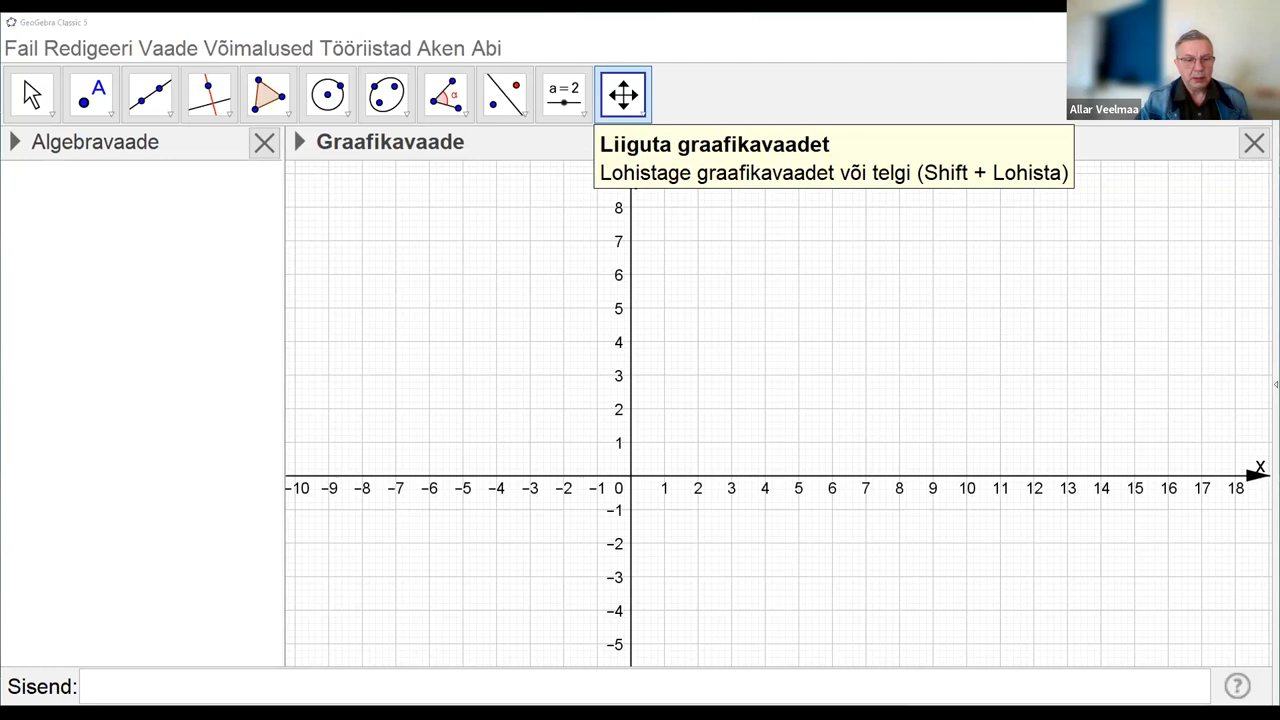 GeoGebra Classic 5
Fail Redigeeri Vaade Võimalused Tööriistad Aken Abi
A
α
a = 2
Allar Veelmaa
Algebravaade
Graafikavaade
Liiguta graafikavaadet
Lohistage graafikavaadet või telgi (Shift + Lohista)
8
7
6
5
4
3
2
1
x
−10 −9 −8 −7 −6 −5 −4 −3 −2 −1 0 1 2 3 4 5 6 7 8 9 10 11 12 13 14 15 16 17 18
−1
−2
−3
−4
−5
Sisend:
?